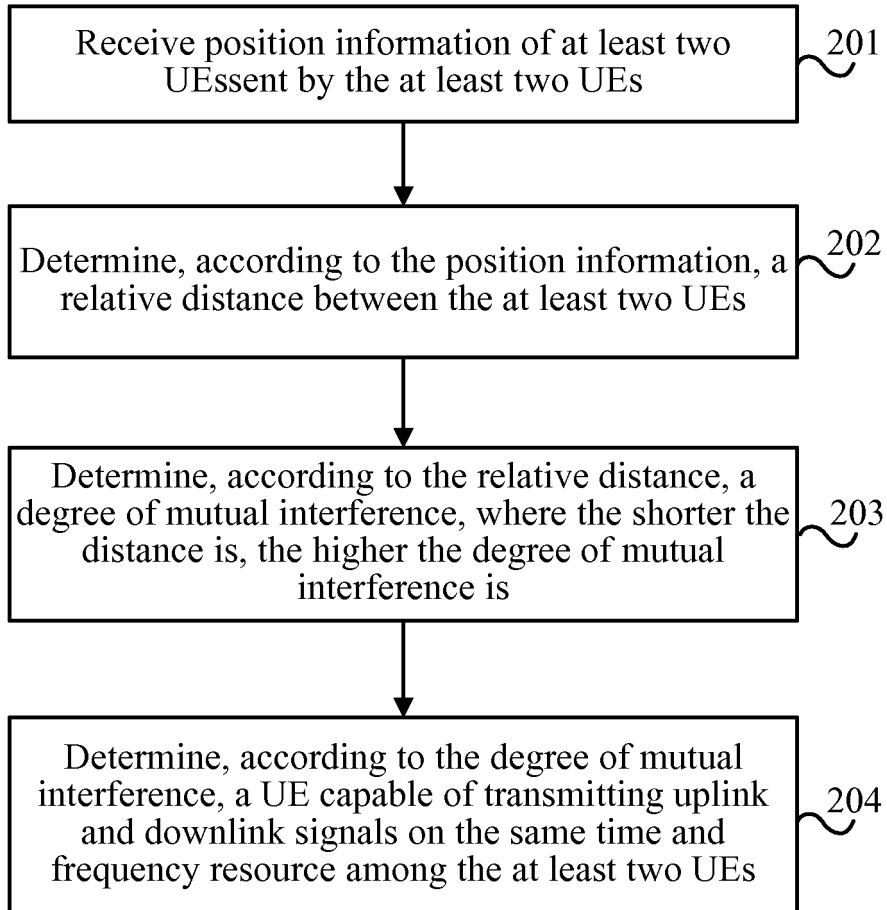 Receive position information of at least two
UEssent by the at least two UEs
201
Determine, according to the position information, a
relative distance between the at least two UEs
202
Determine, according to the relative distance, a
degree of mutual interference, where the shorter the
distance is, the higher the degree of mutual
interference is
203
Determine, according to the degree of mutual
interference, a UE capable of transmitting uplink
and downlink signals on the same time and
frequency resource among the at least two UEs
204